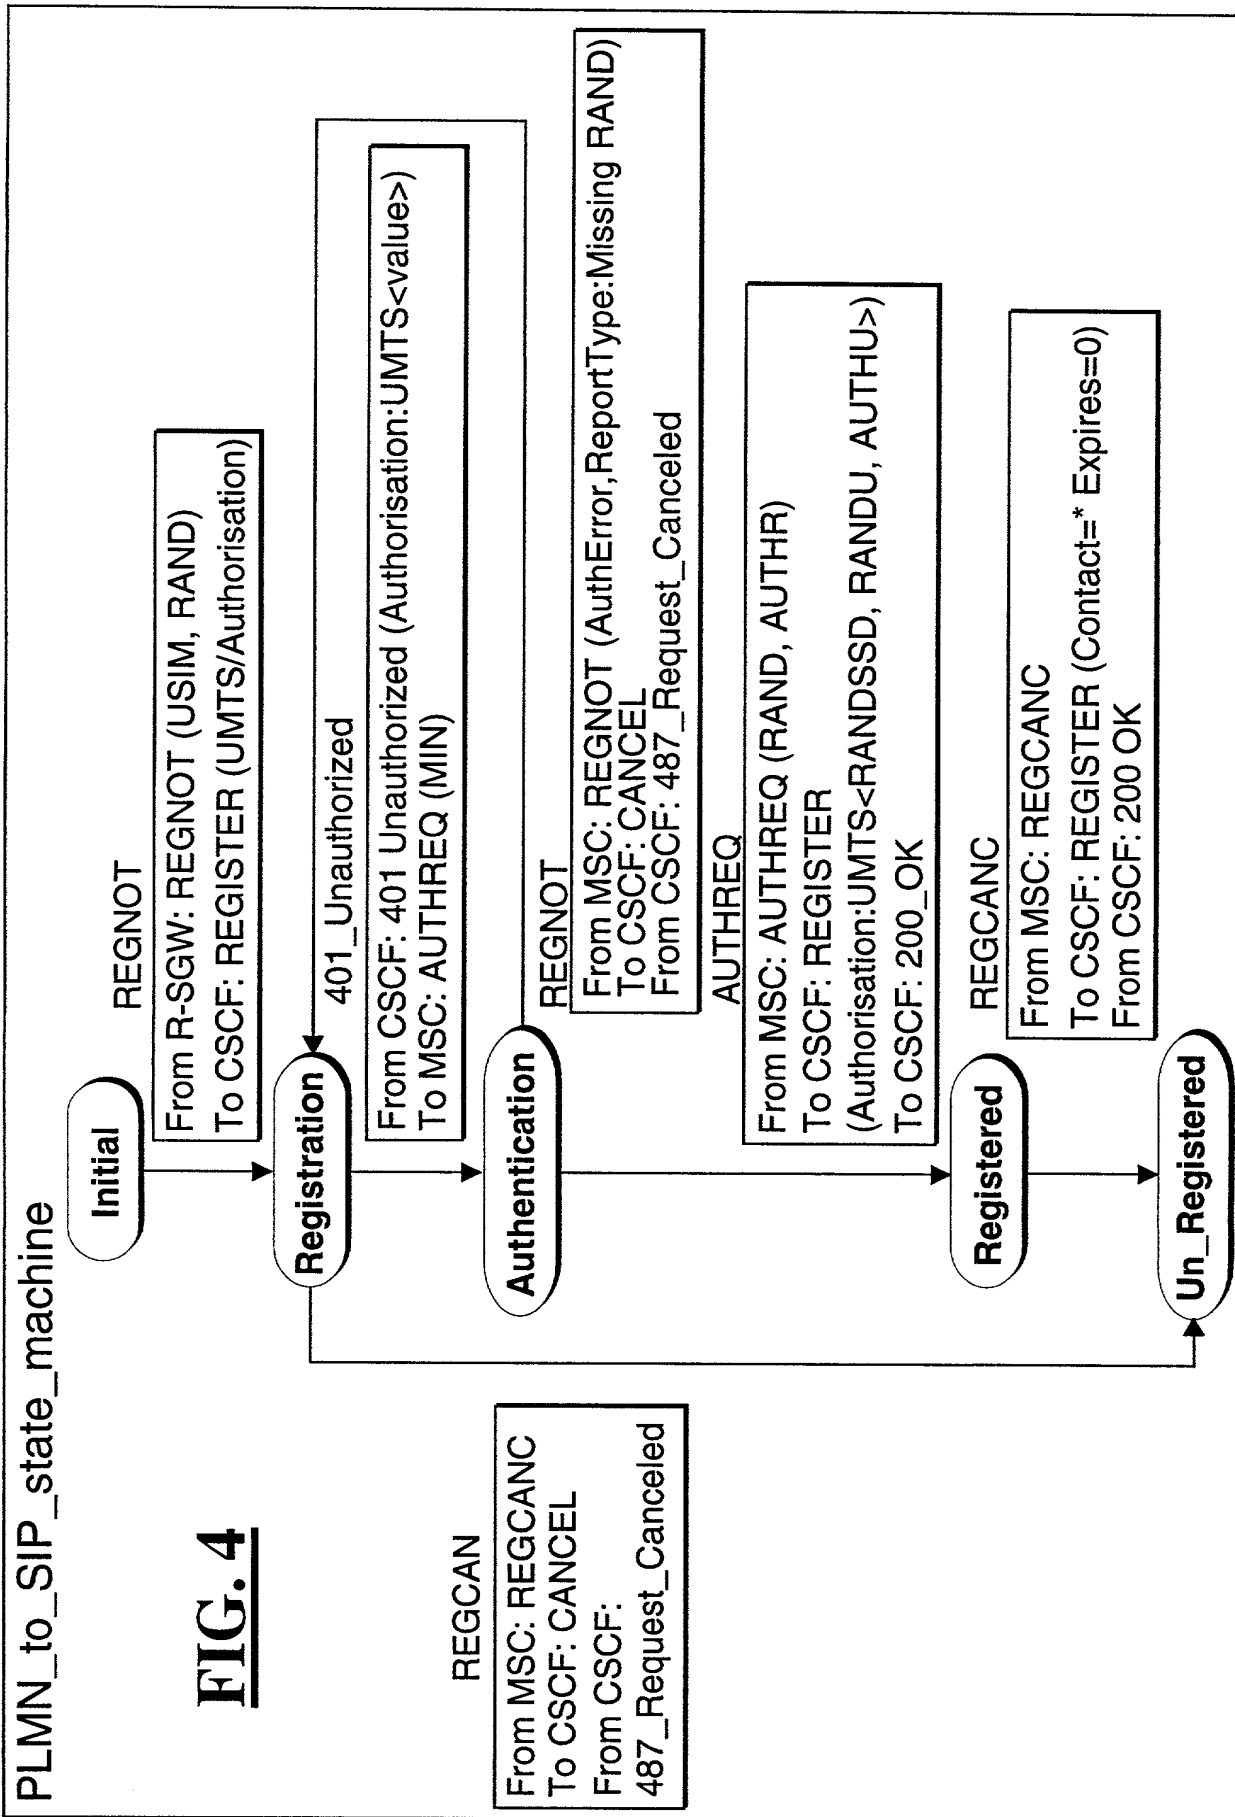 PLMN_to_SIP_state_machine
FIG. 4
Initial
REGNOT
From R-SGW: REGNOT (USIM, RAND)
To CSCF: REGISTER (UMTS/Authorisation)
Registration
401_Unauthorized
From CSCF: 401 Unauthorized (Authorisation:UMTS<value>)
To MSC: AUTHREQ (MIN)
Authentication
REGNOT
From MSC: REGNOT (AuthError,ReportType:Missing RAND)
To CSCF: CANCEL
From CSCF: 487_Request_Canceled
REGCAN
From MSC: REGCANC
To CSCF: CANCEL
From CSCF:
487_Request_Canceled
AUTHREQ
From MSC: AUTHREQ (RAND, AUTHR)
To CSCF: REGISTER
(Authorisation:UMTS<RANDSSD, RANDU, AUTHU>)
To CSCF: 200_OK
Registered
REGCANC
From MSC: REGCANC
To CSCF: REGISTER (Contact=* Expires=0)
From CSCF: 200 OK
Un_Registered